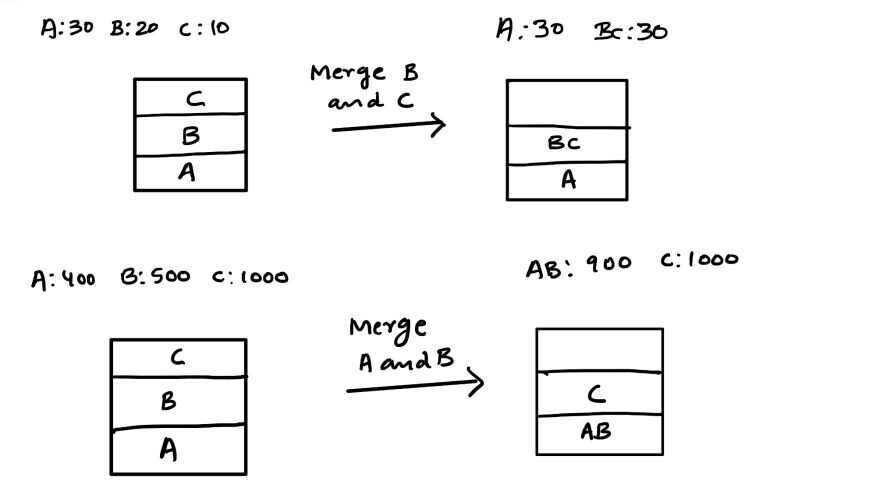 A:30 B:20 C:10
A:30 BC:30
Merge B
and C
C
B
A
BC
A
A:400 B:500 C:1000
AB: 900 C:1000
Merge
A and B
C
B
A
C
AB